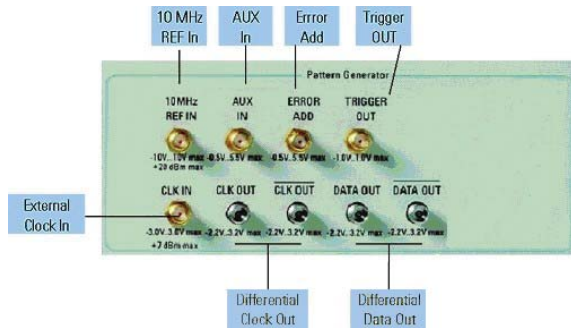 10 MHz
REF In
AUX
In
Errror
Add
Trigger
OUT
Pattern Generator
10MHz
REF IN
AUX
IN
ERROR
ADD
TRIGGER
OUT
-10V..10V max
+20 dBm max
-0.5V..5.5V max
-0.5V..5.5V max
-1.0V..1.0V max
External
Clock In
CLK IN
CLK OUT
CLK OUT
DATA OUT
DATA OUT
-3.0V..3.0V max
+7 dBm max
-2.2V..3.2V max
-2.2V..3.2V max
-2.2V..3.2V max
-2.2V..3.2V max
Differential
Clock Out
Differential
Data Out